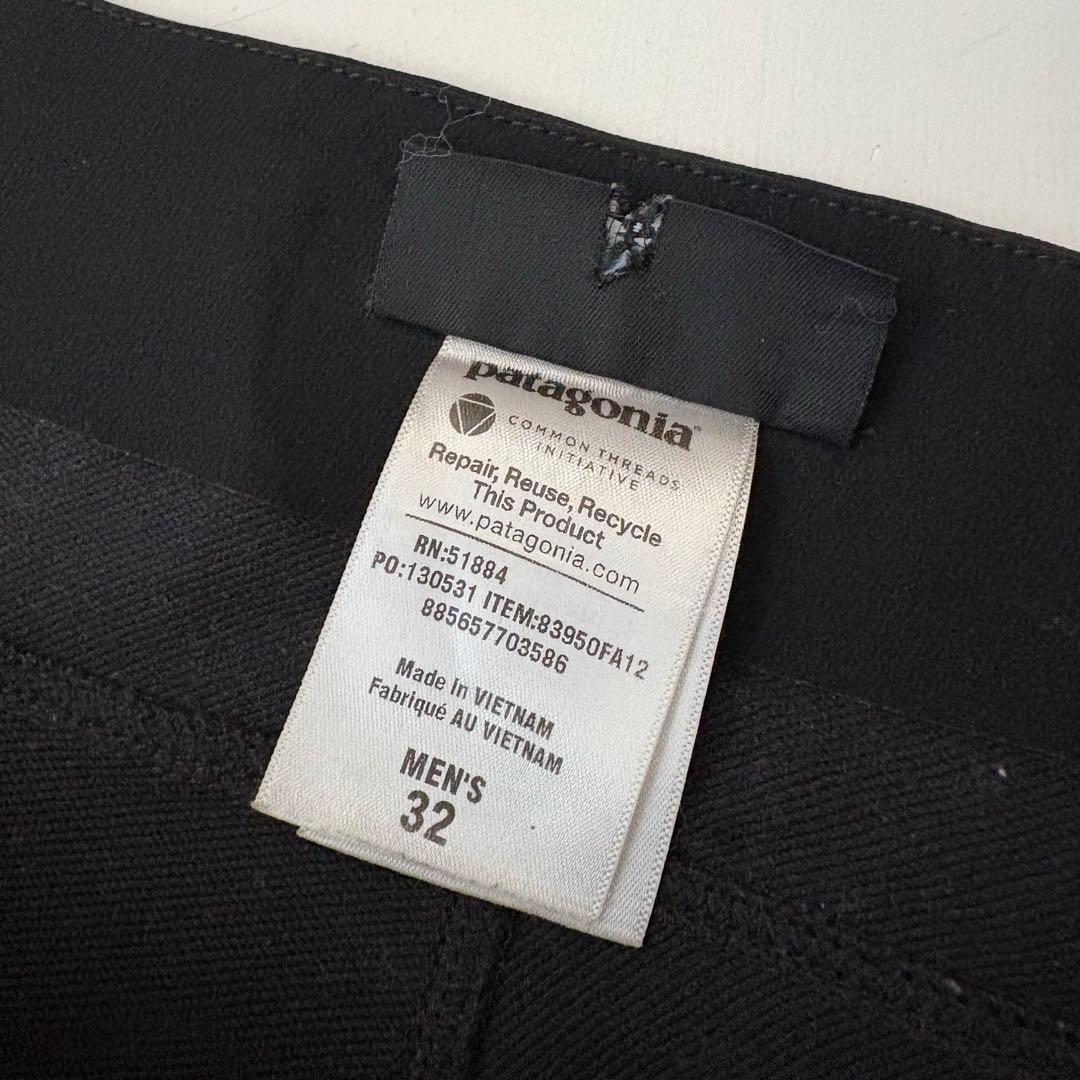 patagonia®
COMMON THREADS
INITIATIVE
Repair, Reuse, Recycle
This Product
www.patagonia.com
RN:51884
PO:130531 ITEM:83950FA12
885657703586
Made In VIETNAM
Fabriqué AU VIETNAM
MEN'S
32